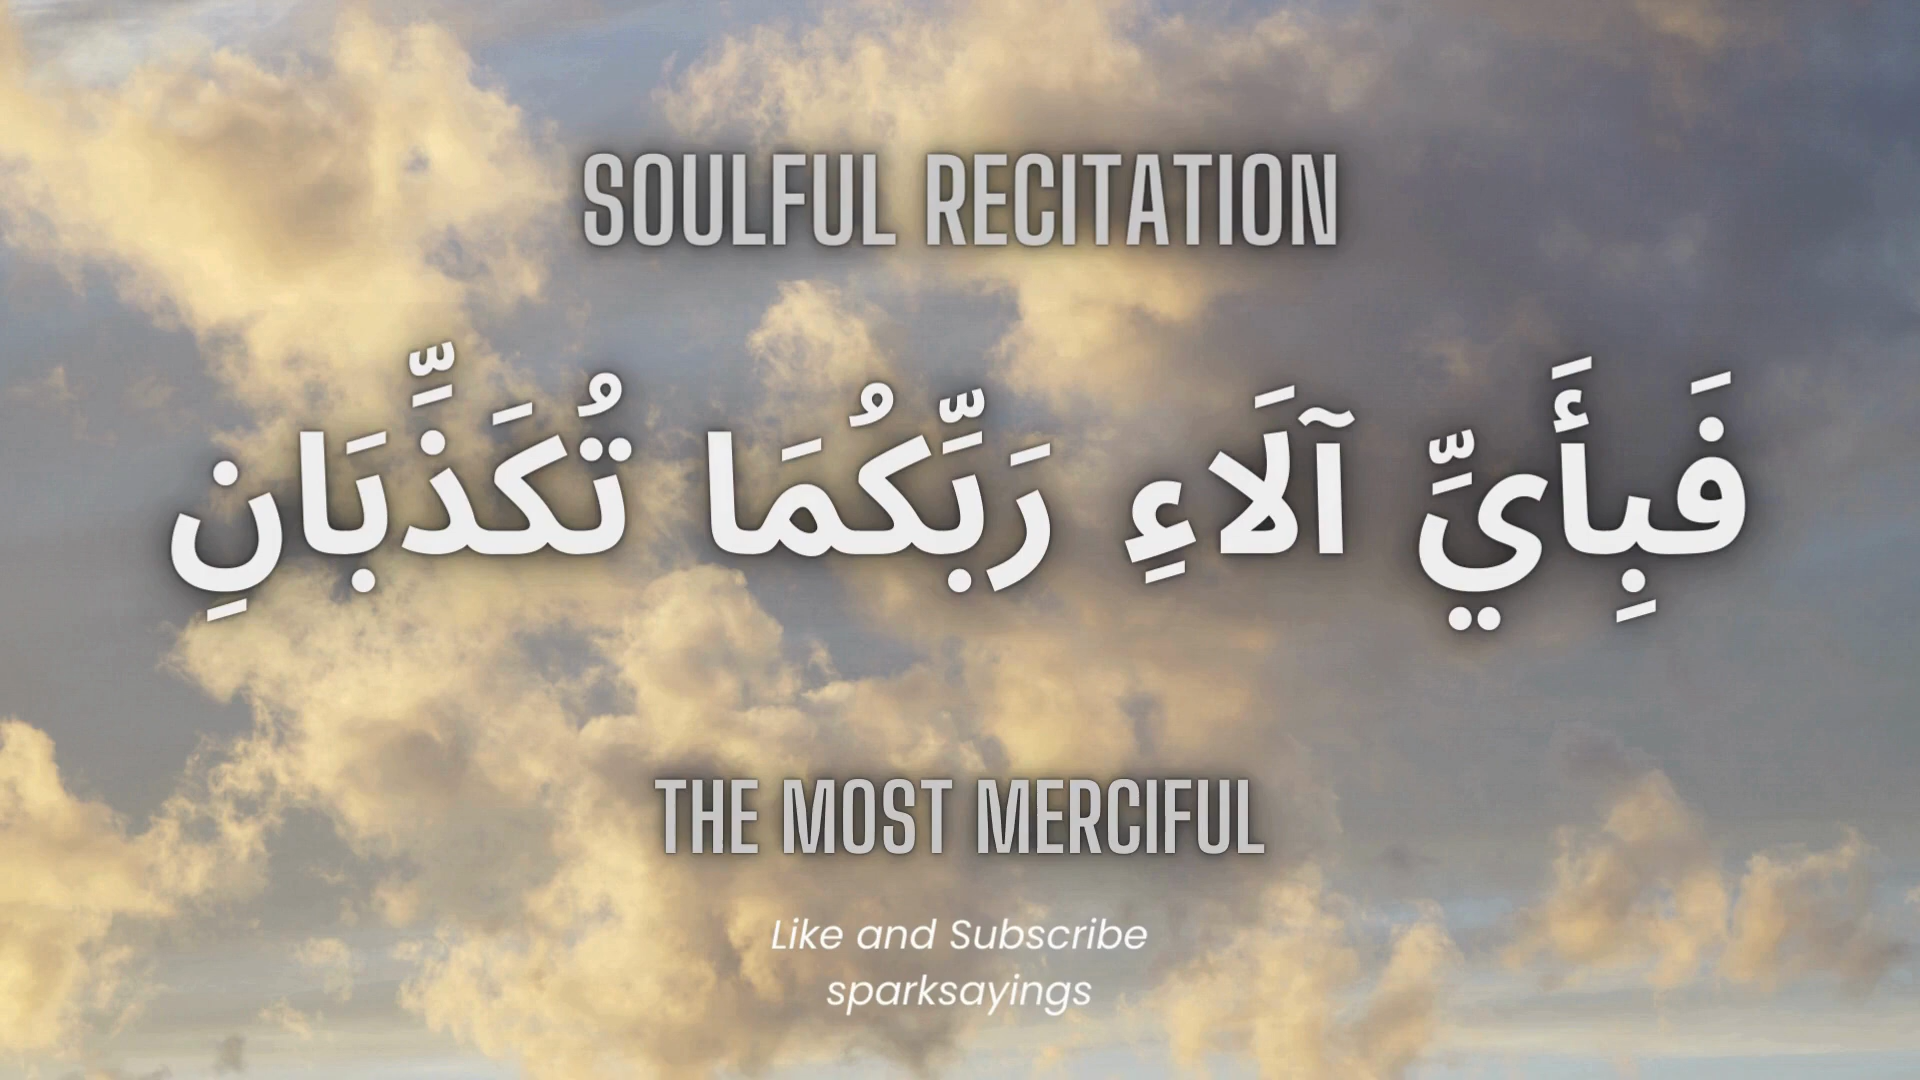 SOULFUL RECITATION
فَبِأَيِّ آلَاءِ رَبِّكُمَا تُكَذِّبَانِ
THE MOST MERCIFUL
Like and Subscribe
sparksayings